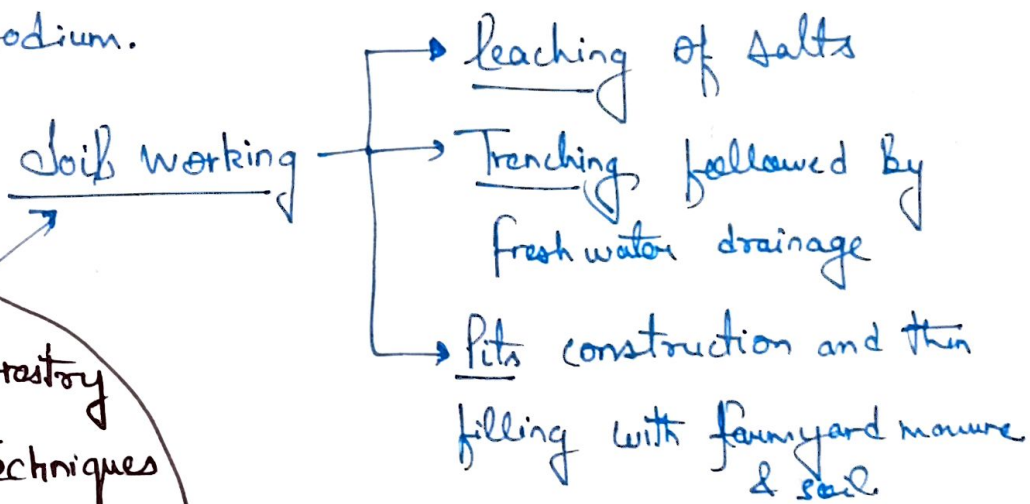 odium.
Soil working
leaching of salts
Trenching followed by
fresh water drainage
Pits construction and then
filling with farmyard manure
& soil
restry
echniques